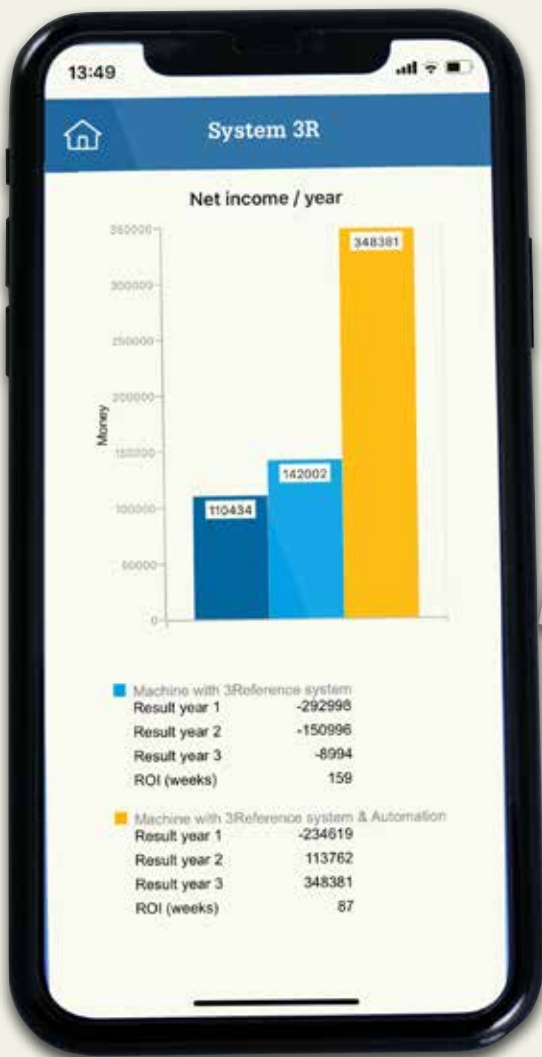 13:49
System 3R
Net income / year
350000
300000
250000
200000
150000
100000
50000
0
Money
348381
142002
110434
Machine with 3Reference system
Result year 1 -292998
Result year 2 -150996
Result year 3 -8994
ROI (weeks) 159
Machine with 3Reference system & Automation
Result year 1 -234619
Result year 2 113762
Result year 3 348381
ROI (weeks) 87